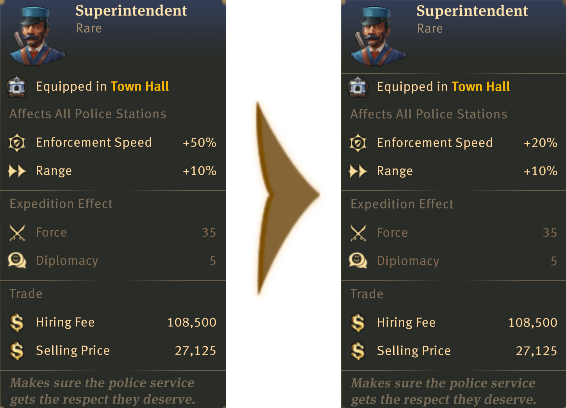 Superintendent
Rare
Equipped in Town Hall
Affects All Police Stations
Enforcement Speed +50%
Range +10%
Expedition Effect
Force 35
Diplomacy 5
Trade
Hiring Fee 108,500
Selling Price 27,125
Makes sure the police service
gets the respect they deserve.
Superintendent
Rare
Equipped in Town Hall
Affects All Police Stations
Enforcement Speed +20%
Range +10%
Expedition Effect
Force 35
Diplomacy 5
Trade
Hiring Fee 108,500
Selling Price 27,125
Makes sure the police service
gets the respect they deserve.